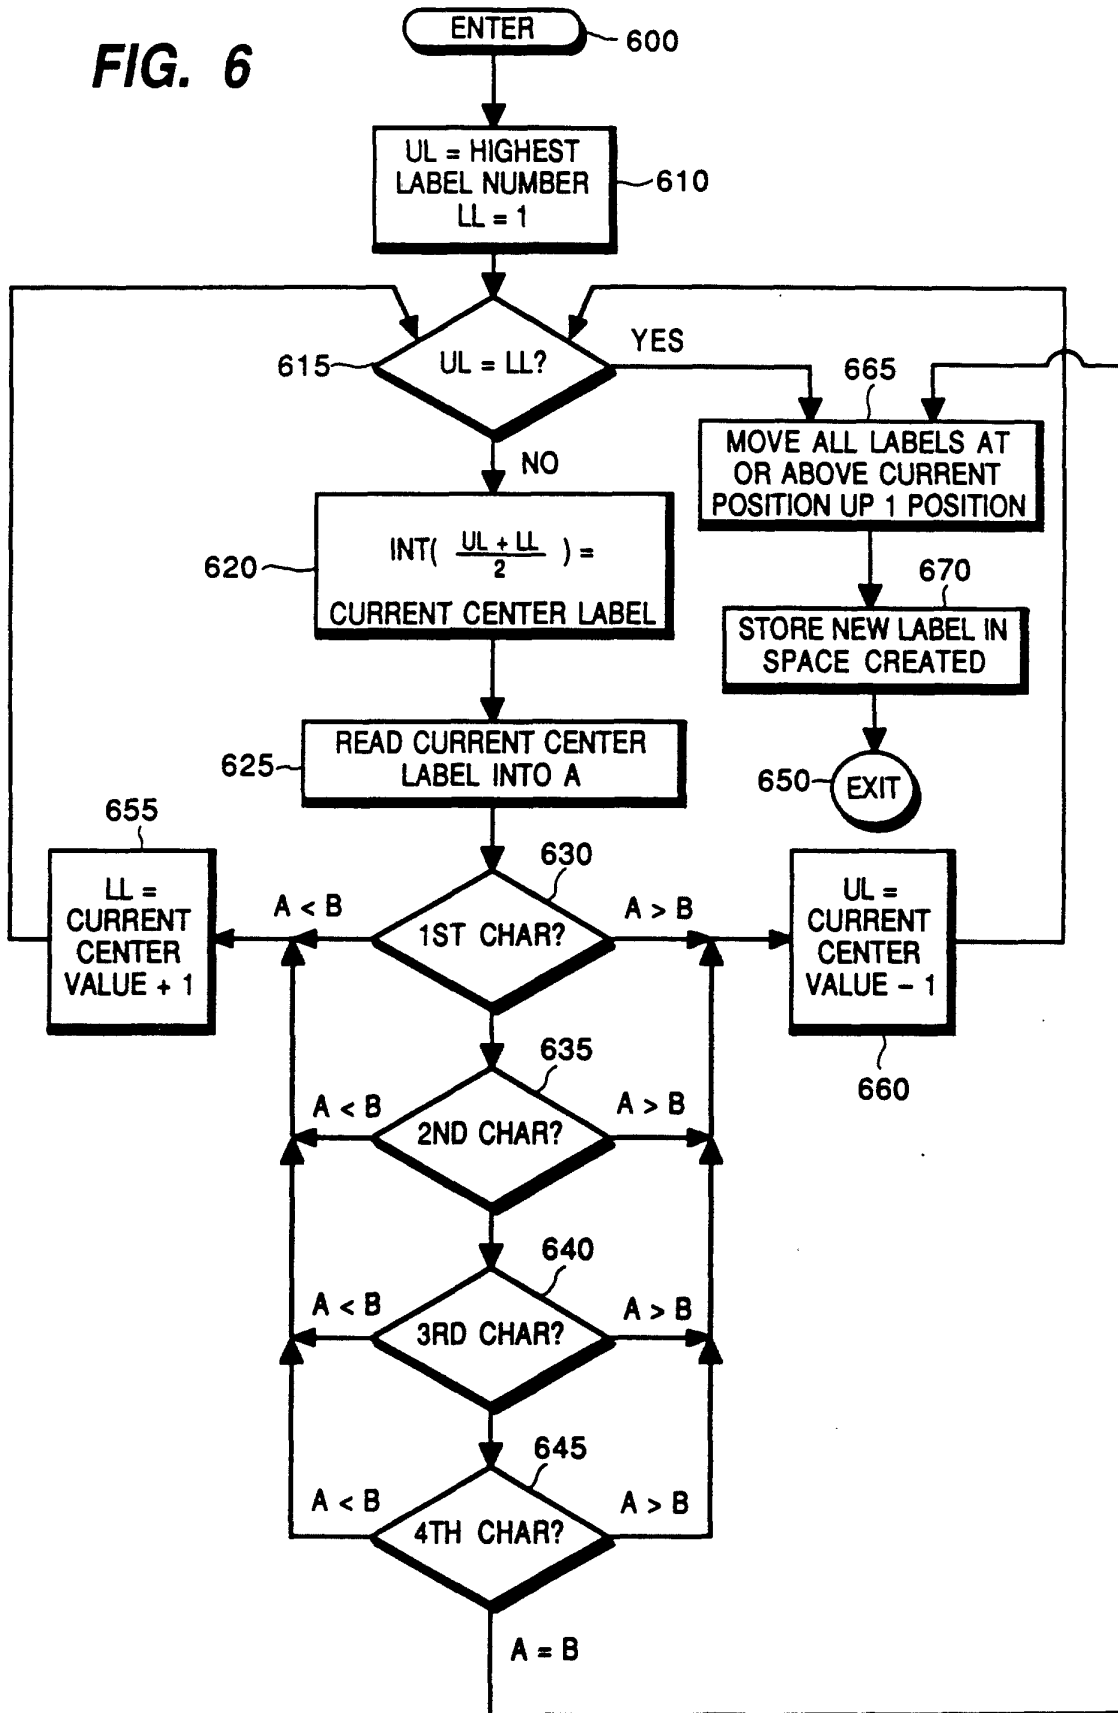 FIG. 6
ENTER
600
UL = HIGHEST
LABEL NUMBER
LL = 1
610
615
UL = LL?
YES
NO
665
MOVE ALL LABELS AT
OR ABOVE CURRENT
POSITION UP 1 POSITION
620
INT( UL + LL / 2 ) =
CURRENT CENTER LABEL
670
STORE NEW LABEL IN
SPACE CREATED
625
READ CURRENT CENTER
LABEL INTO A
650
EXIT
655
LL =
CURRENT
CENTER
VALUE + 1
630
A < B
1ST CHAR?
A > B
UL =
CURRENT
CENTER
VALUE - 1
660
635
A < B
2ND CHAR?
A > B
640
A < B
3RD CHAR?
A > B
645
A < B
4TH CHAR?
A > B
A = B